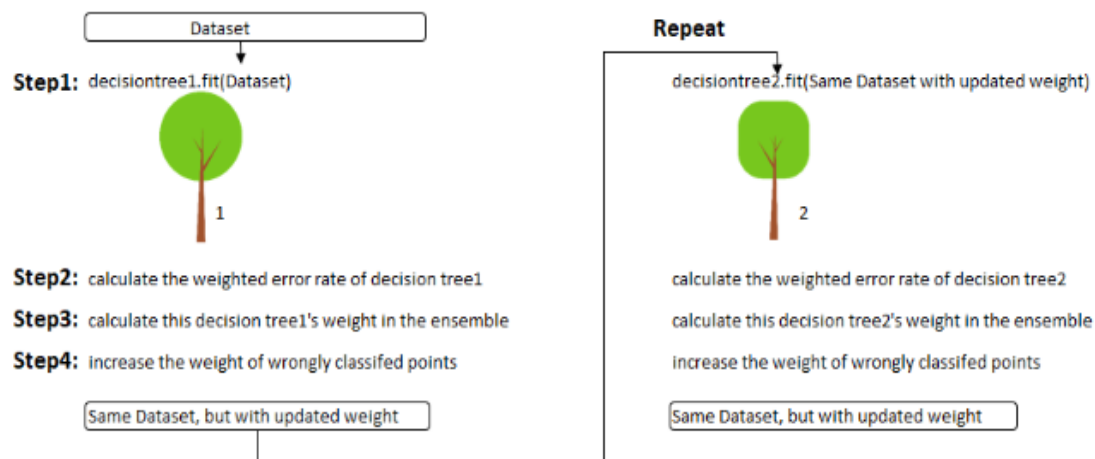 Dataset
Step1: decisiontree1.fit(Dataset)
1
Step2: calculate the weighted error rate of decision tree1
Step3: calculate this decision tree1's weight in the ensemble
Step4: increase the weight of wrongly classifed points
Same Dataset, but with updated weight
Repeat
decisiontree2.fit(Same Dataset with updated weight)
2
calculate the weighted error rate of decision tree2
calculate this decision tree2's weight in the ensemble
increase the weight of wrongly classifed points
Same Dataset, but with updated weight